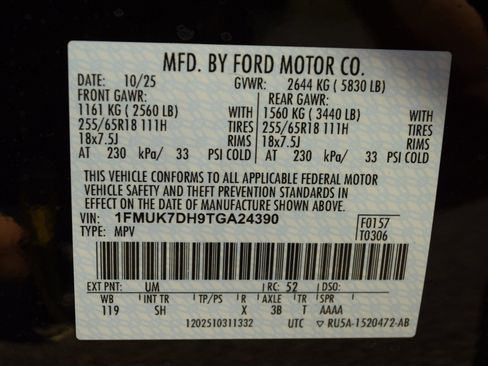 MFD. BY FORD MOTOR CO.
DATE: 10/25 GVWR: 2644 KG ( 5830 LB)
FRONT GAWR: REAR GAWR:
1161 KG ( 2560 LB) WITH 1560 KG ( 3440 LB) WITH
255/65R18 111H TIRES 255/65R18 111H TIRES
18x7.5J RIMS 18x7.5J RIMS
AT 230 kPa/ 33 PSI COLD AT 230 kPa/ 33 PSI COLD
THIS VEHICLE CONFORMS TO ALL APPLICABLE FEDERAL MOTOR
VEHICLE SAFETY AND THEFT PREVENTION STANDARDS IN
EFFECT ON THE DATE OF MANUFACTURE SHOWN ABOVE.
VIN: 1FMUK7DH9TGA24390 F0157
TYPE: MPV T0306
EXT PNT: UM RC: 52 DSO:
WB INT TR TP/PS R AXLE TR SPR
119 SH X 3B T AAAA
1202510311332 UTC ▽ RU5A-1520472-AB